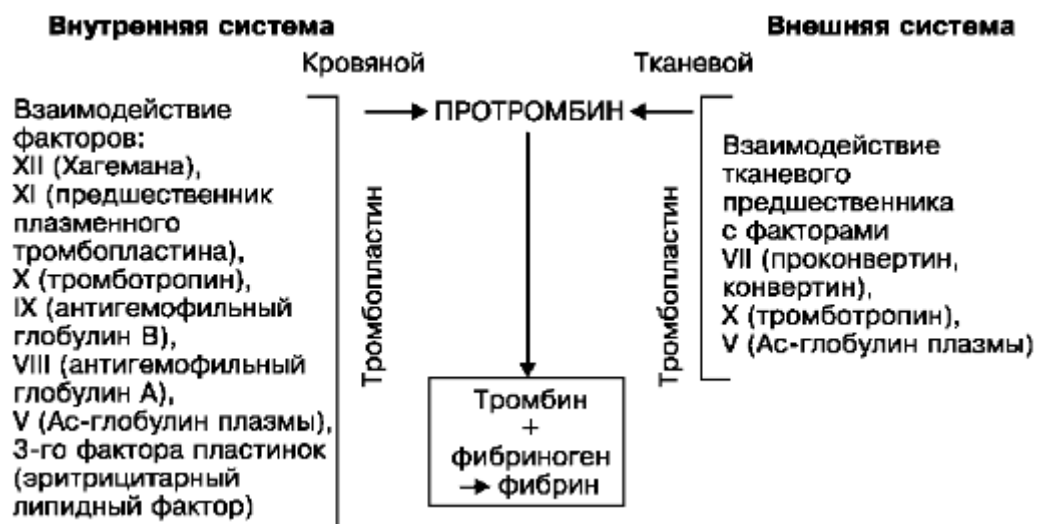 Внутренняя система
Внешняя система
Кровяной
Тканевой
Взаимодействие
факторов:
XII (Хагемана),
XI (предшественник
плазменного
тромбопластина),
X (тромботропин),
IX (антигемофильный
глобулин В),
VIII (антигемофильный
глобулин А),
V (Ас-глобулин плазмы),
3-го фактора пластинок
(эритрицитарный
липидный фактор)
Тромбопластин
ПРОТРОМБИН
Тромбин
+
фибриноген
→ фибрин
Тромбопластин
Взаимодействие
тканевого
предшественника
с факторами
VII (проконвертин,
конвертин),
X (тромботропин),
V (Ас-глобулин плазмы)